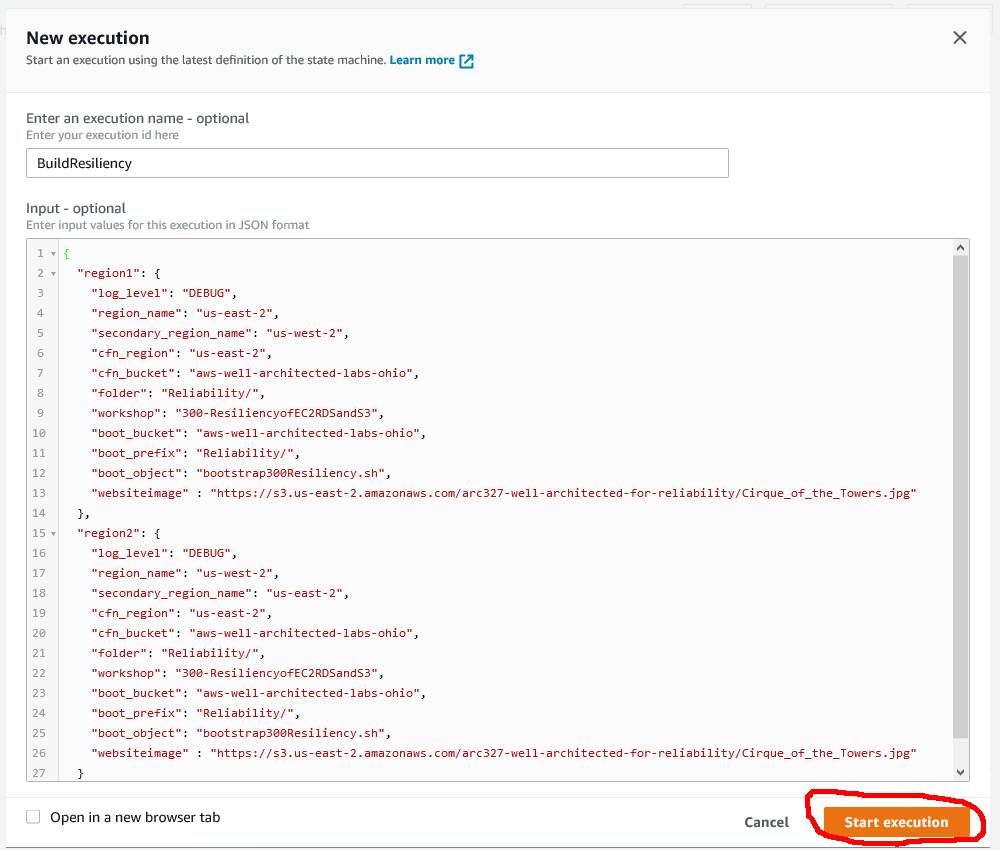 New execution
Start an execution using the latest definition of the state machine. Learn more
Enter an execution name - optional
Enter your execution id here
BuildResiliency
Input - optional
Enter input values for this execution in JSON format
1 {
2 "region1": {
3 "log_level": "DEBUG",
4 "region_name": "us-east-2",
5 "secondary_region_name": "us-west-2",
6 "cfn_region": "us-east-2",
7 "cfn_bucket": "aws-well-architected-labs-ohio",
8 "folder": "Reliability/",
9 "workshop": "300-ResiliencyofEC2RDSandS3",
10 "boot_bucket": "aws-well-architected-labs-ohio",
11 "boot_prefix": "Reliability/",
12 "boot_object": "bootstrap300Resiliency.sh",
13 "websiteimage" : "https://s3.us-east-2.amazonaws.com/arc327-well-architected-for-reliability/Cirque_of_the_Towers.jpg"
14 },
15 "region2": {
16 "log_level": "DEBUG",
17 "region_name": "us-west-2",
18 "secondary_region_name": "us-east-2",
19 "cfn_region": "us-east-2",
20 "cfn_bucket": "aws-well-architected-labs-ohio",
21 "folder": "Reliability/",
22 "workshop": "300-ResiliencyofEC2RDSandS3",
23 "boot_bucket": "aws-well-architected-labs-ohio",
24 "boot_prefix": "Reliability/",
25 "boot_object": "bootstrap300Resiliency.sh",
26 "websiteimage" : "https://s3.us-east-2.amazonaws.com/arc327-well-architected-for-reliability/Cirque_of_the_Towers.jpg"
27 }
Open in a new browser tab
Cancel
Start execution